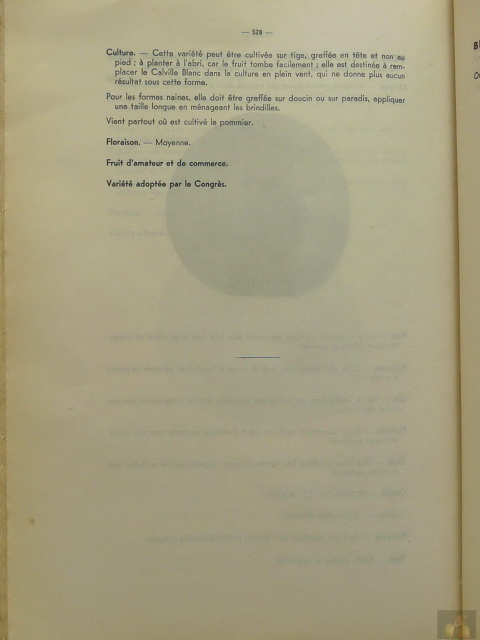 — 528 —
Culture. — Cette variété peut être cultivée sur tige, greffée en tête et non au
pied ; à planter à l'abri, car le fruit tombe facilement ; elle est destinée à rem-
placer le Calville Blanc dans la culture en plein vent, qui ne donne plus aucun
résultat sous cette forme.
Pour les formes naines, elle doit être greffée sur doucin ou sur paradis, appliquer
une taille longue en ménageant les brindilles.
Vient partout où est cultivé le pommier.
Floraison. — Moyenne.
Fruit d'amateur et de commerce.
Variété adoptée par le Congrès.